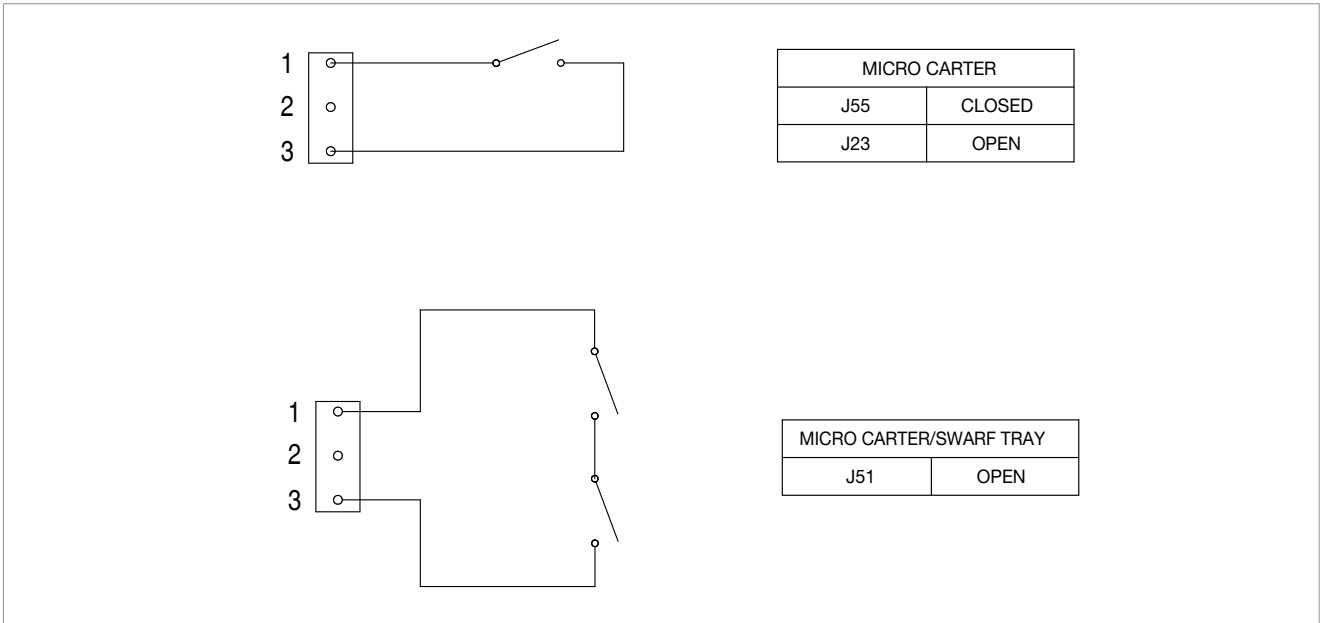 1
2
3
MICRO CARTER
J55 CLOSED
J23 OPEN
1
2
3
MICRO CARTER/SWARF TRAY
J51 OPEN